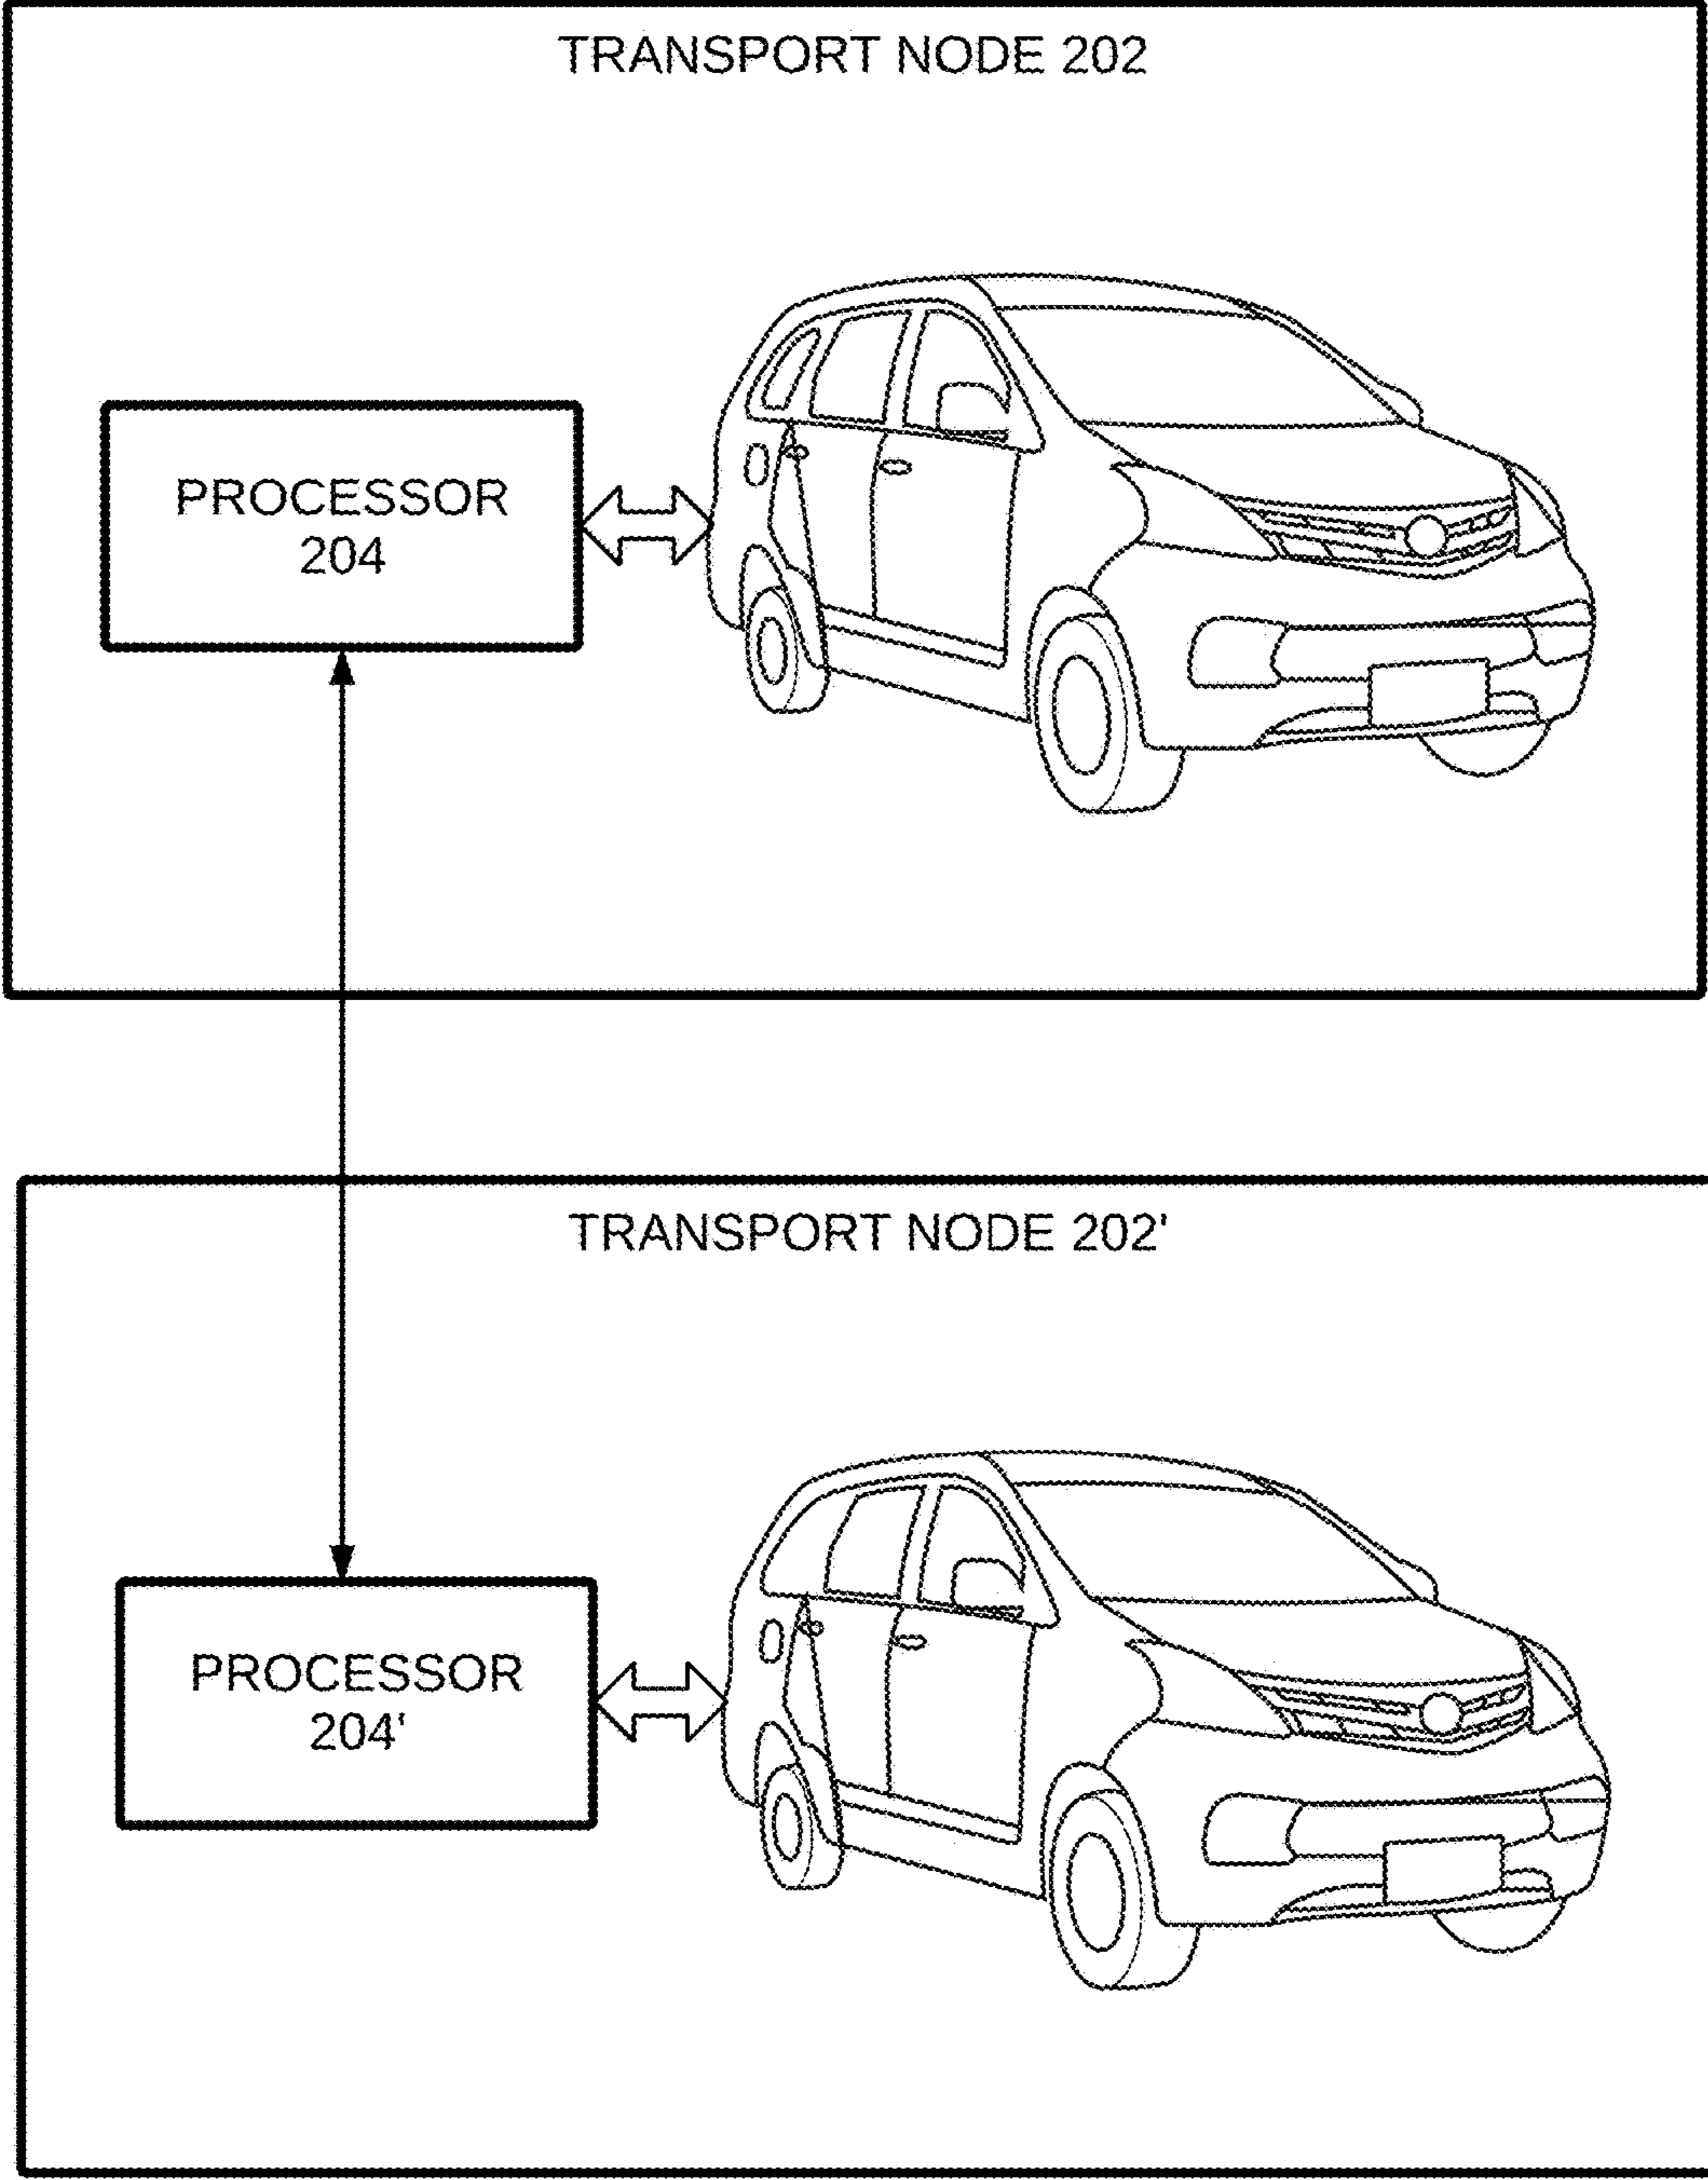 TRANSPORT NODE 202
PROCESSOR
204
TRANSPORT NODE 202'
PROCESSOR
204'